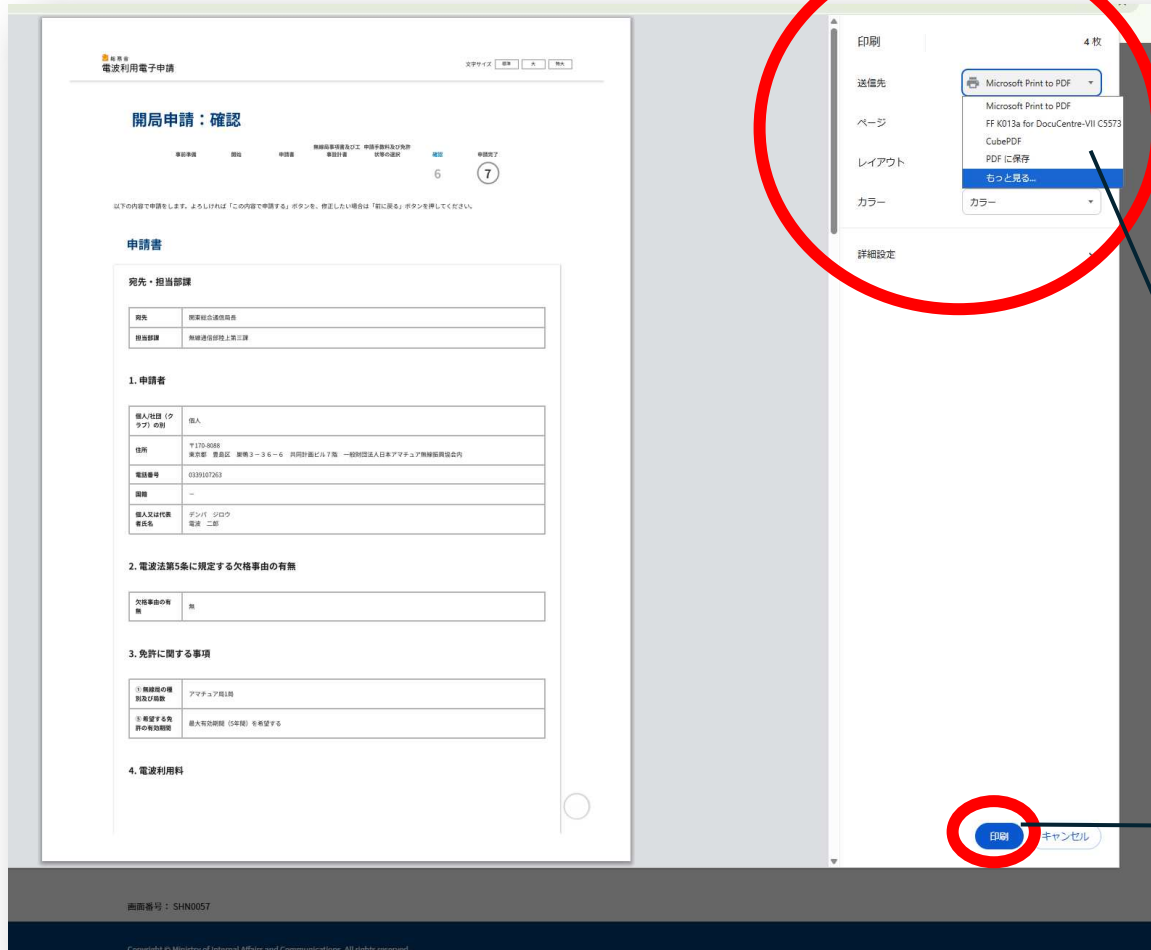 総務省
電波利用電子申請
文字サイズ 標準 大 特大
開局申請：確認
事前準備 開始 申請書 無線局事項書及び工事設計書 申請手数料及び免許状等の選択 確認 申請完了
6 7
以下の内容で申請をします。よろしければ「この内容で申請する」ボタンを、修正したい場合は「前に戻る」ボタンを押してください。
申請書
宛先・担当部課
宛先 関東総合通信局長
担当部課 無線通信部陸上第三課
1. 申請者
個人/社団（クラブ）の別 個人
住所 〒170-8088
東京都 豊島区 巣鴨３－３６－６ 共同計画ビル７階 一般財団法人日本アマチュア無線振興協会内
電話番号 0339107263
国籍 －
個人又は代表者氏名 デンパ ジロウ
電波 二郎
2. 電波法第5条に規定する欠格事由の有無
欠格事由の有無 無
3. 免許に関する事項
① 無線局の種別及び局数 アマチュア局1局
⑤ 希望する免許の有効期間 最大有効期間（5年間）を希望する
4. 電波利用料
印刷 4 枚
送信先 Microsoft Print to PDF
Microsoft Print to PDF
ページ FF K013a for DocuCentre-VII C5573
CubePDF
レイアウト PDF に保存
もっと見る...
カラー カラー
詳細設定
印刷 キャンセル
画面番号： SHN0057
Copyright © Ministry of Internal Affairs and Communications. All rights reserved.